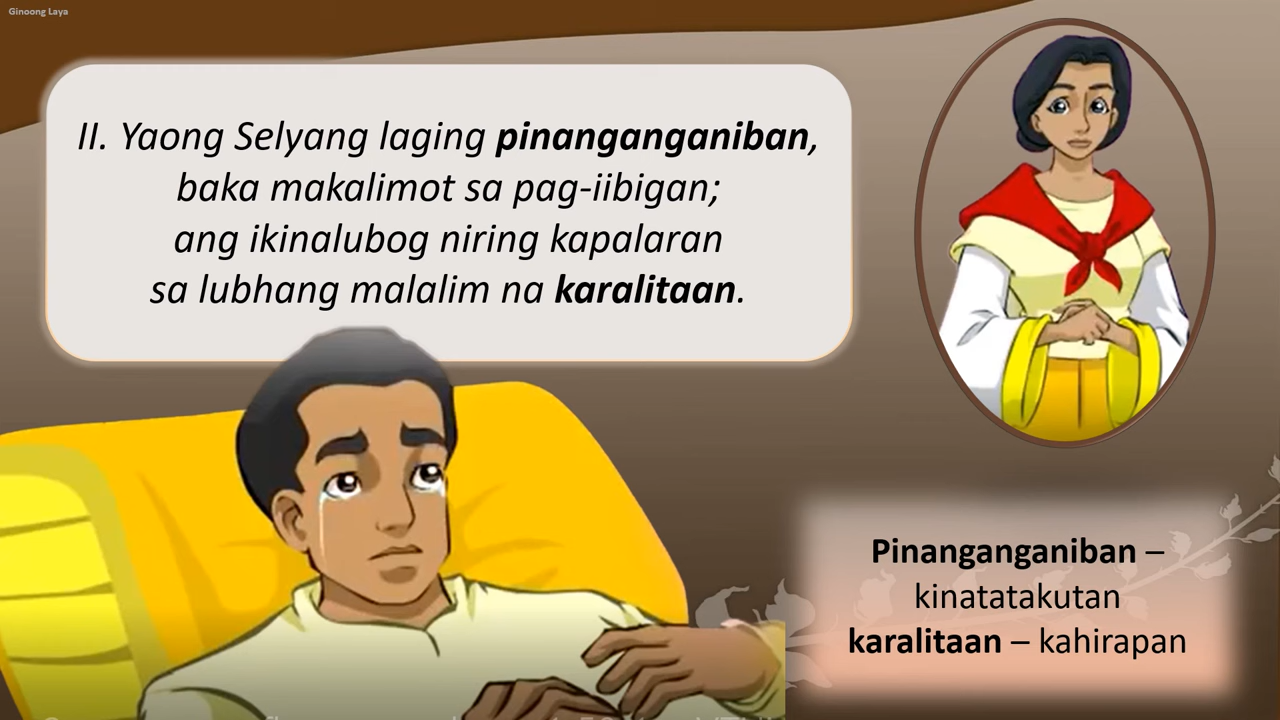 Ginoong Laya
II. Yaong Selyang laging pinanganganiban,
baka makalimot sa pag-iibigan;
ang ikinalubog niring kapalaran
sa lubhang malalim na karalitaan.
Pinanganganiban –
kinatatakutan
karalitaan – kahirapan